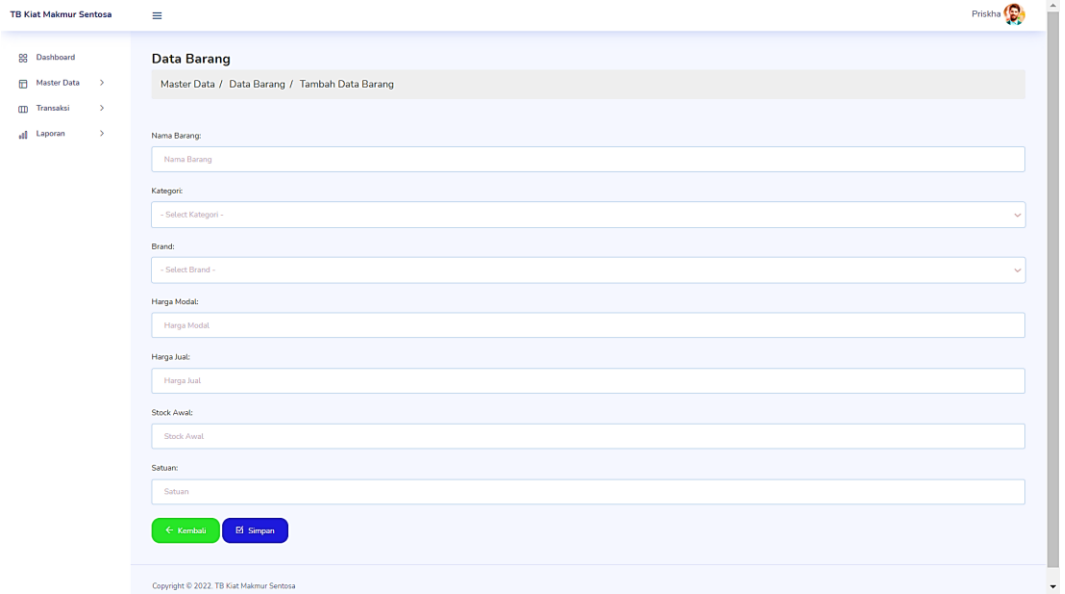 TB Kiat Makmur Sentosa
Priskha
Dashboard
Master Data
Transaksi
Laporan
Data Barang
Master Data / Data Barang / Tambah Data Barang
Nama Barang:
Nama Barang
Kategori:
- Select Kategori -
Brand:
- Select Brand -
Harga Modal:
Harga Modal
Harga Jual:
Harga Jual
Stock Awal:
Stock Awal
Satuan:
Satuan
Kembali Simpan
Copyright © 2022. TB Kiat Makmur Sentosa